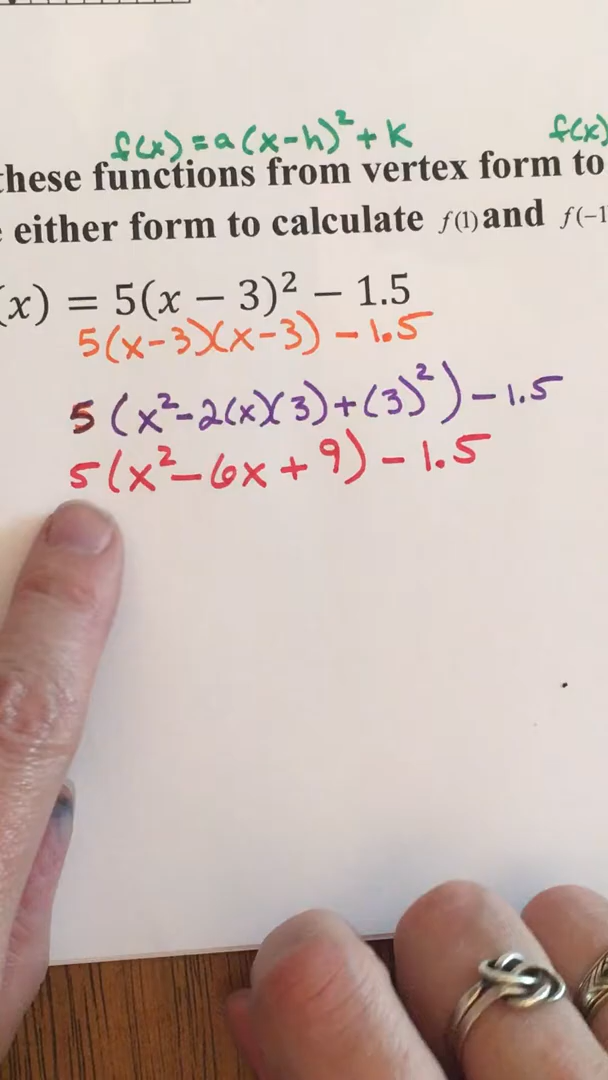 f(x) = a(x-h)² + k f(x)
these functions from vertex form to
either form to calculate f(1) and f(-1
(x) = 5(x − 3)² − 1.5
5(x-3)(x-3) - 1.5
5(x²-2(x)(3)+(3)²)-1.5
5(x²-6x+9)-1.5